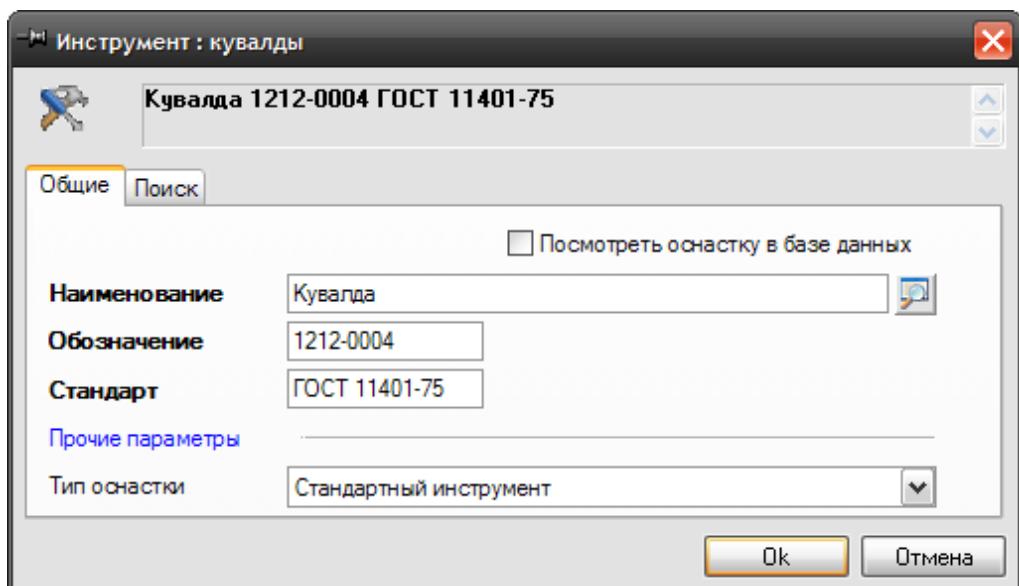 Инструмент : кувалды
Кувалда 1212-0004 ГОСТ 11401-75
Общие Поиск
Посмотреть оснастку в базе данных
Наименование Кувалда
Обозначение 1212-0004
Стандарт ГОСТ 11401-75
Прочие параметры
Тип оснастки Стандартный инструмент
Ok Отмена